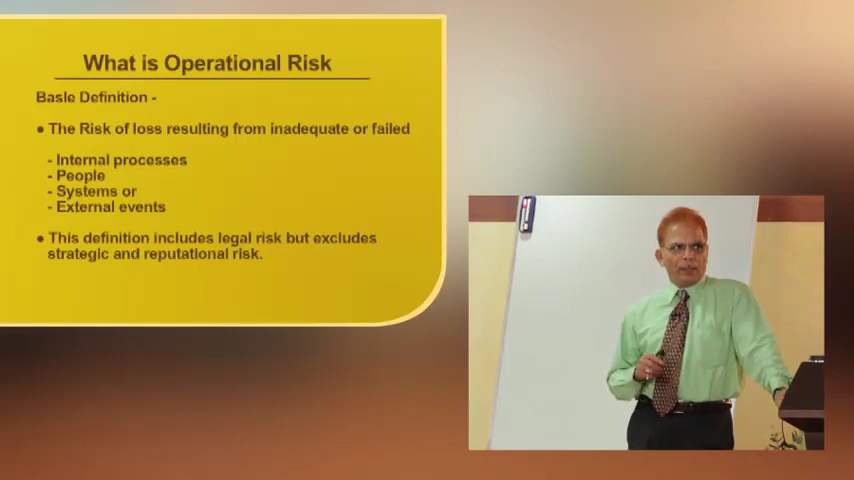 What is Operational Risk
Basle Definition -
● The Risk of loss resulting from inadequate or failed
- Internal processes
- People
- Systems or
- External events
● This definition includes legal risk but excludes
strategic and reputational risk.